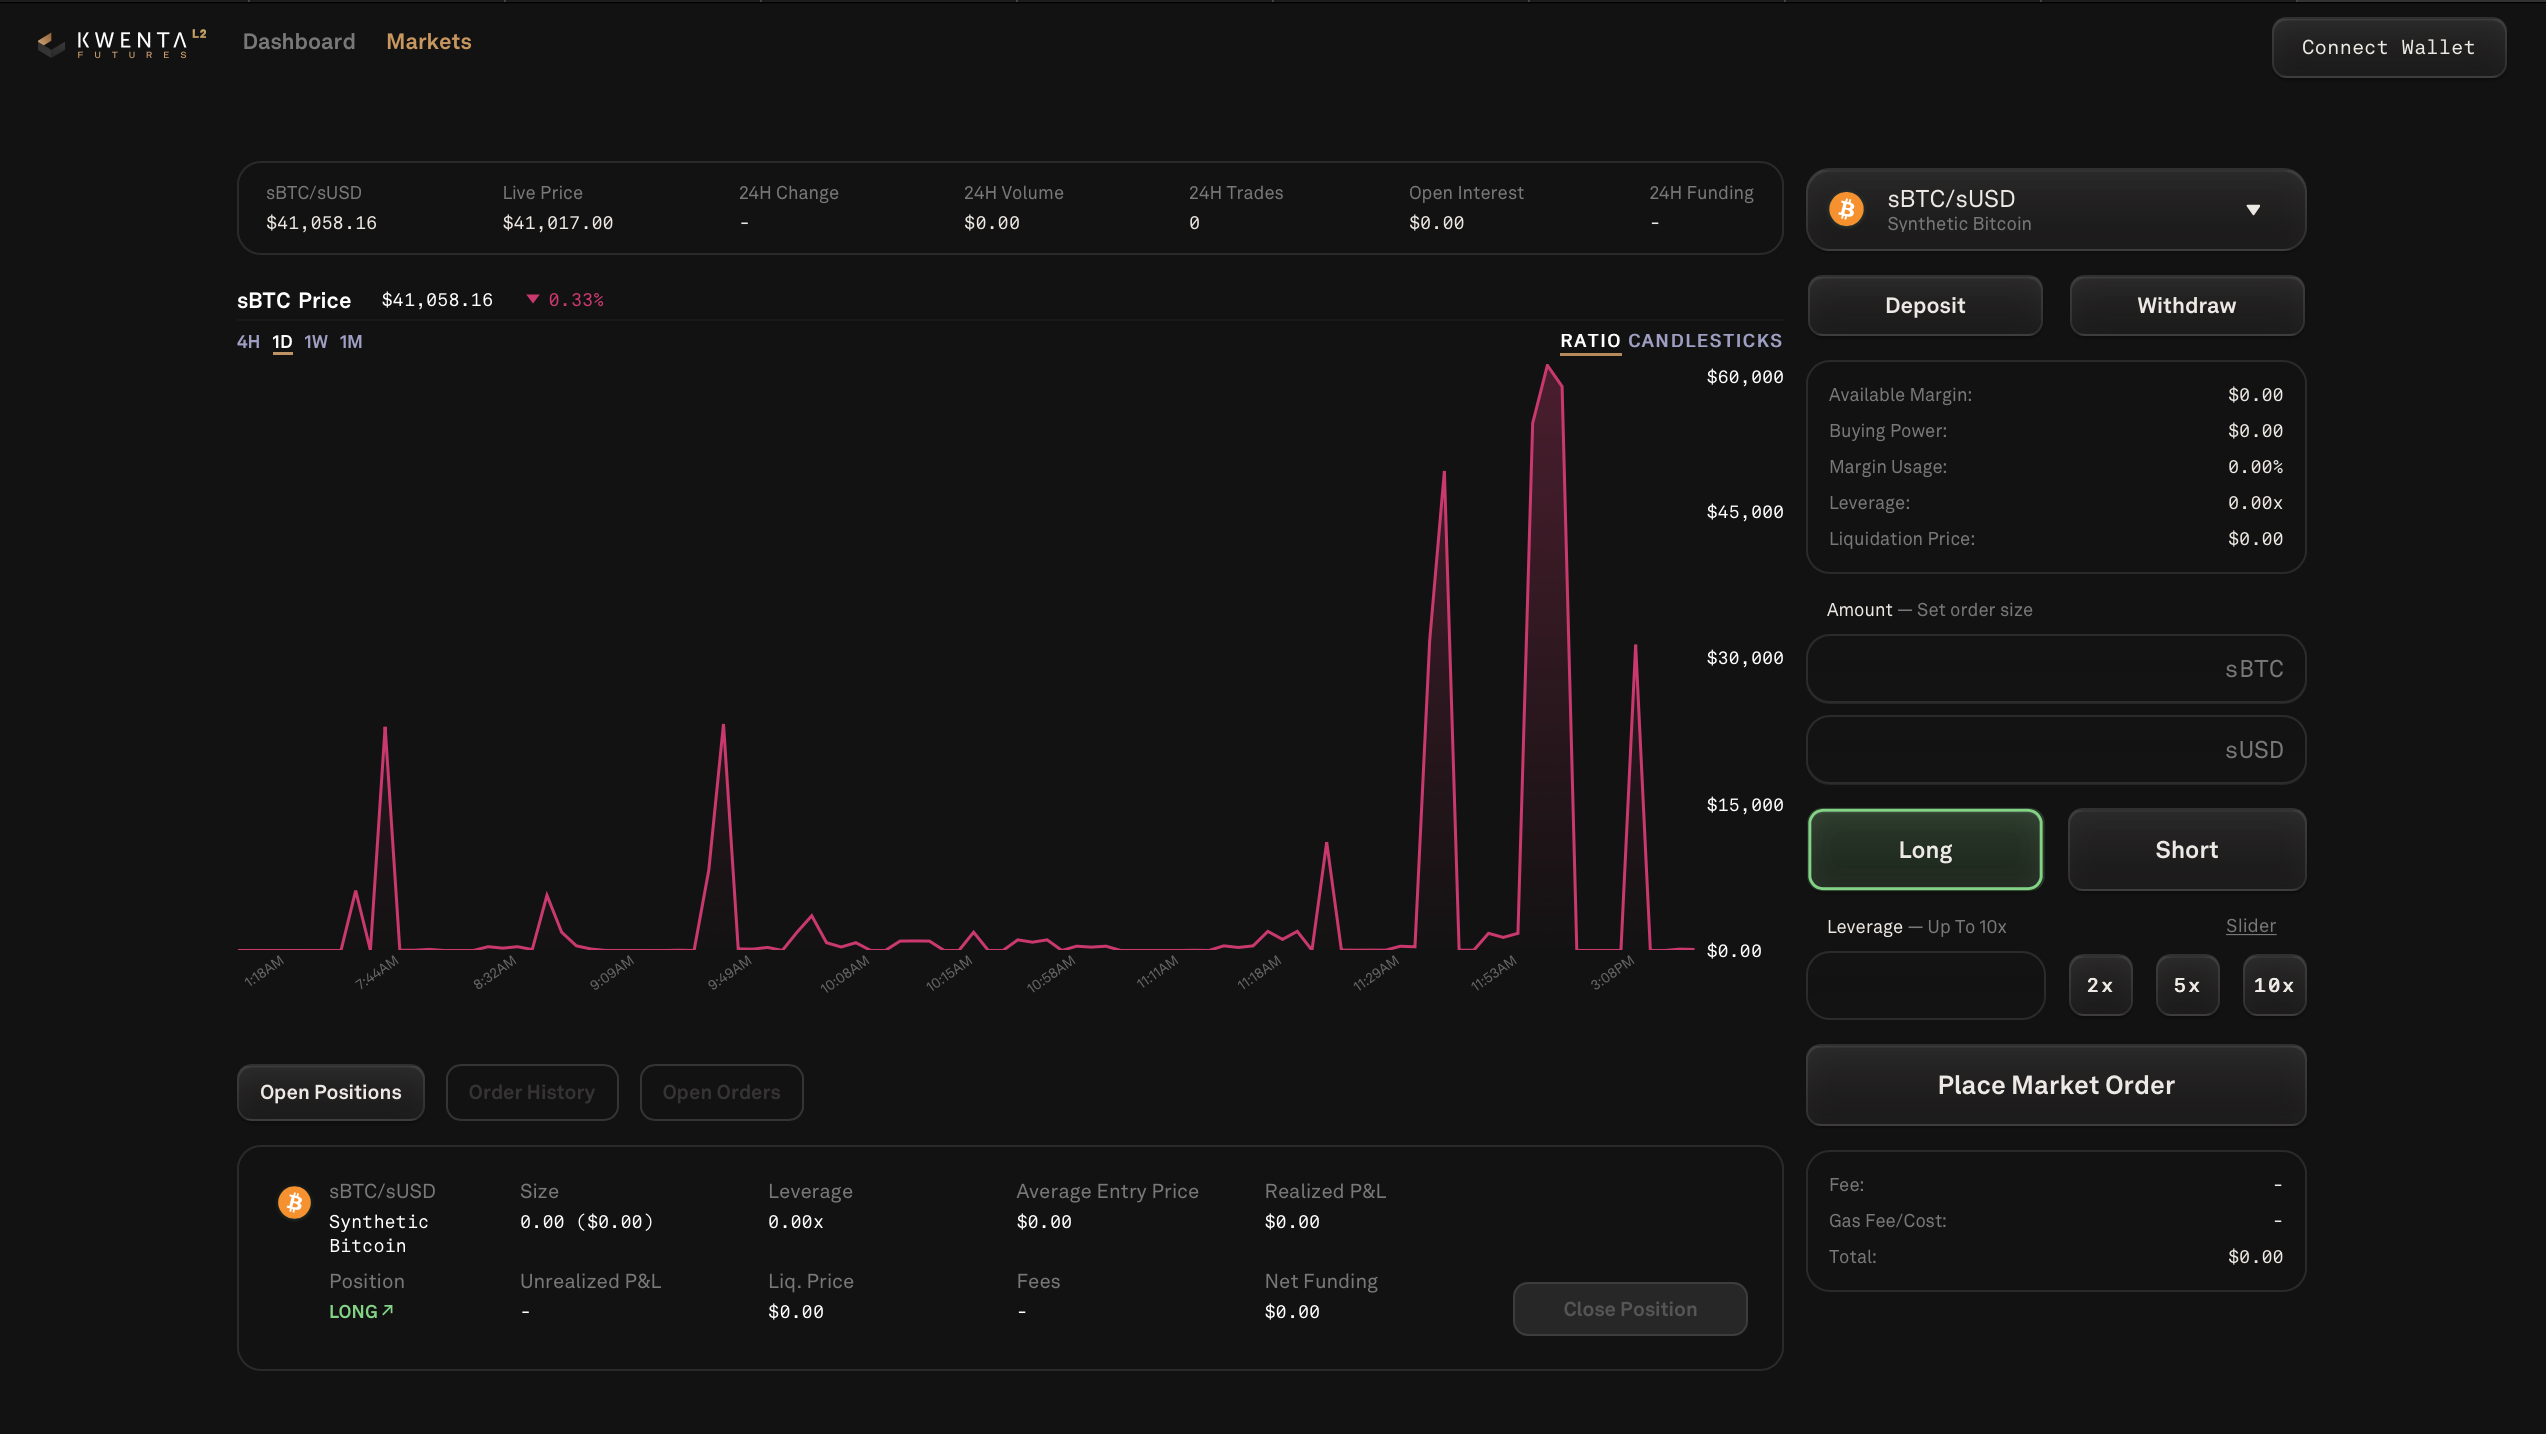 KWENTA L2
FUTURES
Dashboard Markets
Connect Wallet
sBTC/sUSD Live Price 24H Change 24H Volume 24H Trades Open Interest 24H Funding
$41,058.16 $41,017.00 - $0.00 0 $0.00 -
sBTC Price $41,058.16 ▼ 0.33%
4H 1D 1W 1M
RATIO CANDLESTICKS
$60,000
$45,000
$30,000
$15,000
$0.00
1:18AM 7:44AM 8:32AM 9:09AM 9:49AM 10:08AM 10:15AM 10:58AM 11:11AM 11:18AM 11:29AM 11:53AM 3:08PM
Open Positions Order History Open Orders
sBTC/sUSD Size Leverage Average Entry Price Realized P&L
Synthetic 0.00 ($0.00) 0.00x $0.00 $0.00
Bitcoin
Position Unrealized P&L Liq. Price Fees Net Funding
LONG↗ - $0.00 - $0.00
Close Position
sBTC/sUSD
Synthetic Bitcoin
Deposit Withdraw
Available Margin: $0.00
Buying Power: $0.00
Margin Usage: 0.00%
Leverage: 0.00x
Liquidation Price: $0.00
Amount — Set order size
sBTC
sUSD
Long Short
Leverage — Up To 10x Slider
2x 5x 10x
Place Market Order
Fee: -
Gas Fee/Cost: -
Total: $0.00